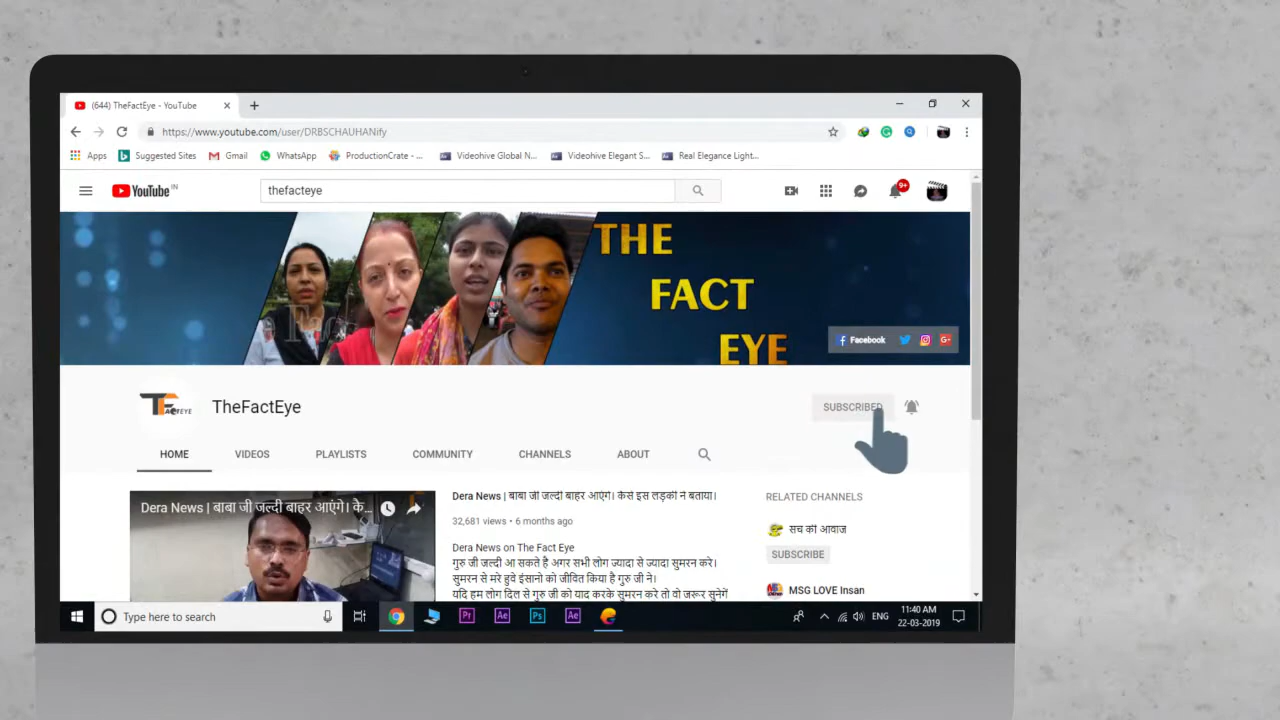 (644) TheFactEye - YouTube
https://www.youtube.com/user/DRBSCHAUHANify
Apps Suggested Sites Gmail WhatsApp ProductionCrate - ... Videohive Global N... Videohive Elegant S... Real Elegance Light...
YouTube IN thefacteye 9+
THE
FACT
EYE
Facebook
TheFactEye
SUBSCRIBED
HOME VIDEOS PLAYLISTS COMMUNITY CHANNELS ABOUT
Dera News | बाबा जी जल्दी बाहर आएंगे। के...
Dera News | बाबा जी जल्दी बाहर आएंगे। कैसे इस लड़की ने बताया।
32,681 views • 6 months ago
Dera News on The Fact Eye
गुरु जी जल्दी आ सकते है अगर सभी लोग ज्यादा से ज्यादा सुमरन करे।
सुमरन से मरे हुवे इंसानो को जीवित किया है गुरु जी ने।
यदि हम लोग दिल से गुरु जी को याद करके सुमरन करे तो वो जरूर सुनेगें
RELATED CHANNELS
सच की आवाज
SUBSCRIBE
MSG LOVE Insan
Type here to search
Pr Ae Ps Ae
ENG
11:40 AM
22-03-2019